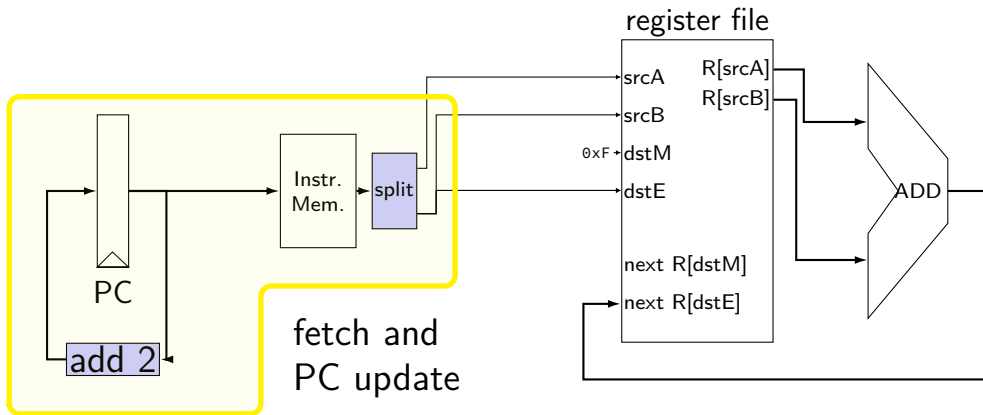 register file
srcA
srcB
0xF
dstM
dstE
next R[dstM]
next R[dstE]
R[srcA]
R[srcB]
ADD
Instr.
Mem.
split
PC
add 2
fetch and
PC update